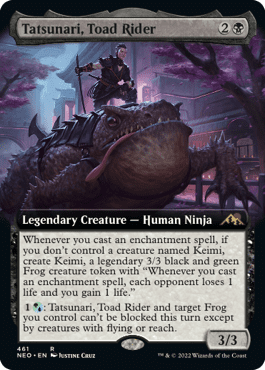 Tatsunari, Toad Rider 2
Legendary Creature — Human Ninja
Whenever you cast an enchantment spell, if
you don't control a creature named Keimi,
create Keimi, a legendary 3/3 black and green
Frog creature token with "Whenever you cast
an enchantment spell, each opponent loses 1
life and you gain 1 life."
1 : Tatsunari, Toad Rider and target Frog
you control can't be blocked this turn except
by creatures with flying or reach.
3/3
461 R
NEO • EN Justine Cruz
™ & © 2022 Wizards of the Coast